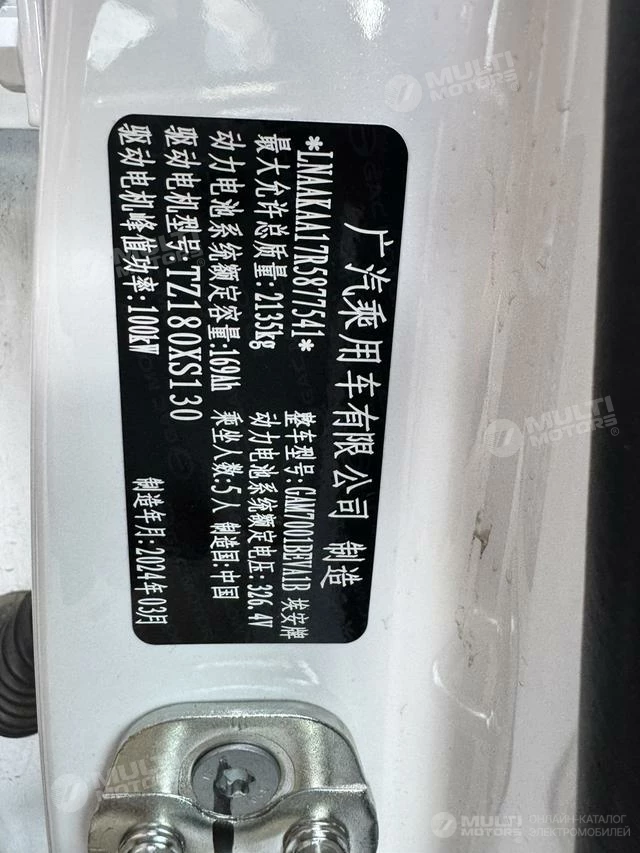 广汽乘用车有限公司 制造
*LNAAKAA17R5877541* 整车型号:GAM7001BEVA1B 埃安牌
最大允许总质量:2135kg 动力电池系统额定电压:326.4V
动力电池系统额定容量:169Ah 乘坐人数:5人 制造国:中国
驱动电机型号:TZ180XS130
驱动电机峰值功率:100kW 制造年月:2024年03月
MULTI MOTORS
MULTI MOTORS®
MULTI MOTORS
MULTI MOTORS ОНЛАЙН-КАТАЛОГ ЭЛЕКТРОМОБИЛЕЙ